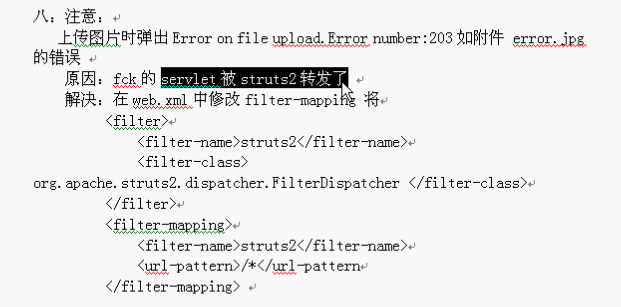 八：注意：
上传图片时弹出 Error on file upload.Error number:203 如附件 error.jpg
的错误
原因：fck 的 servlet 被 struts2 转发了
解决：在 web.xml 中修改 filter-mapping 将
<filter>
<filter-name>struts2</filter-name>
<filter-class>
org.apache.struts2.dispatcher.FilterDispatcher </filter-class>
</filter>
<filter-mapping>
<filter-name>struts2</filter-name>
<url-pattern>/*</url-pattern
</filter-mapping>